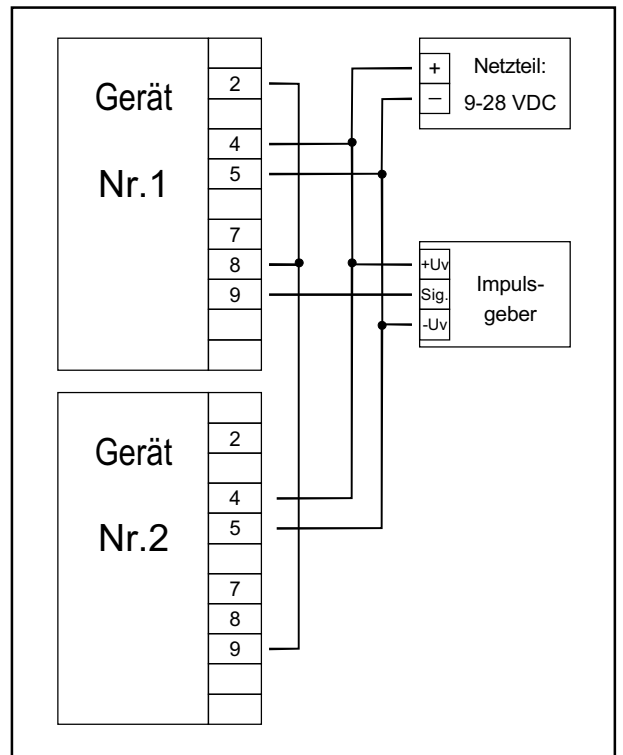 Gerät
Nr.1
2
4
5
7
8
9
+ Netzteil:
– 9-28 VDC
+Uv
Sig.
-Uv
Impuls-
geber
Gerät
Nr.2
2
4
5
7
8
9